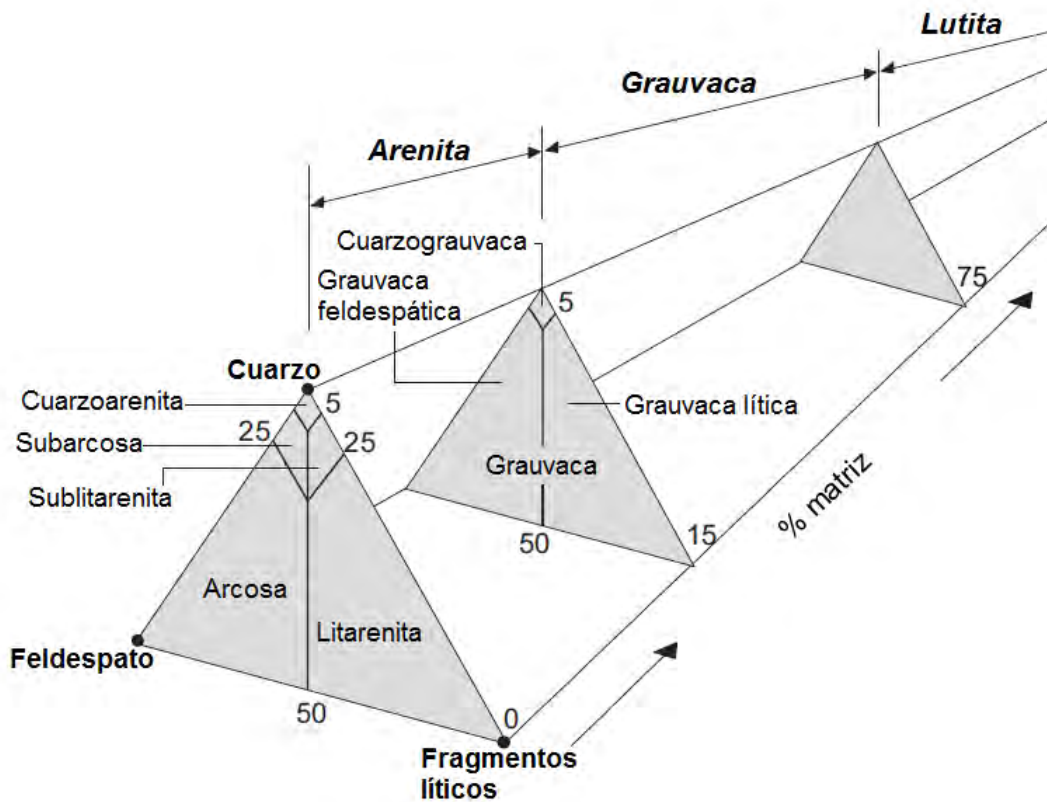 Lutita
Grauvaca
Arenita
Cuarzograuvaca
Grauvaca
feldespática
5
75
Cuarzo
Cuarzoarenita
5
Grauvaca lítica
25
Subarcosa
25
Grauvaca
Sublitarenita
% matriz
50
15
Arcosa
Litarenita
Feldespato
50
0
Fragmentos
líticos